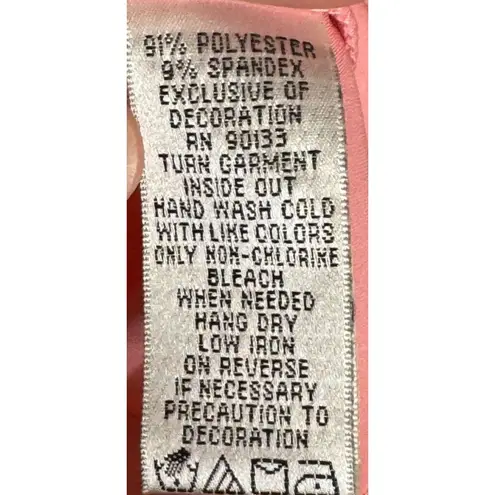 91% POLYESTER
9% SPANDEX
EXCLUSIVE OF
DECORATION
RN 90133
TURN GARMENT
INSIDE OUT
HAND WASH COLD
WITH LIKE COLORS
ONLY NON-CHLORINE
BLEACH
WHEN NEEDED
HANG DRY
LOW IRON
ON REVERSE
IF NECESSARY
PRECAUTION TO
DECORATION